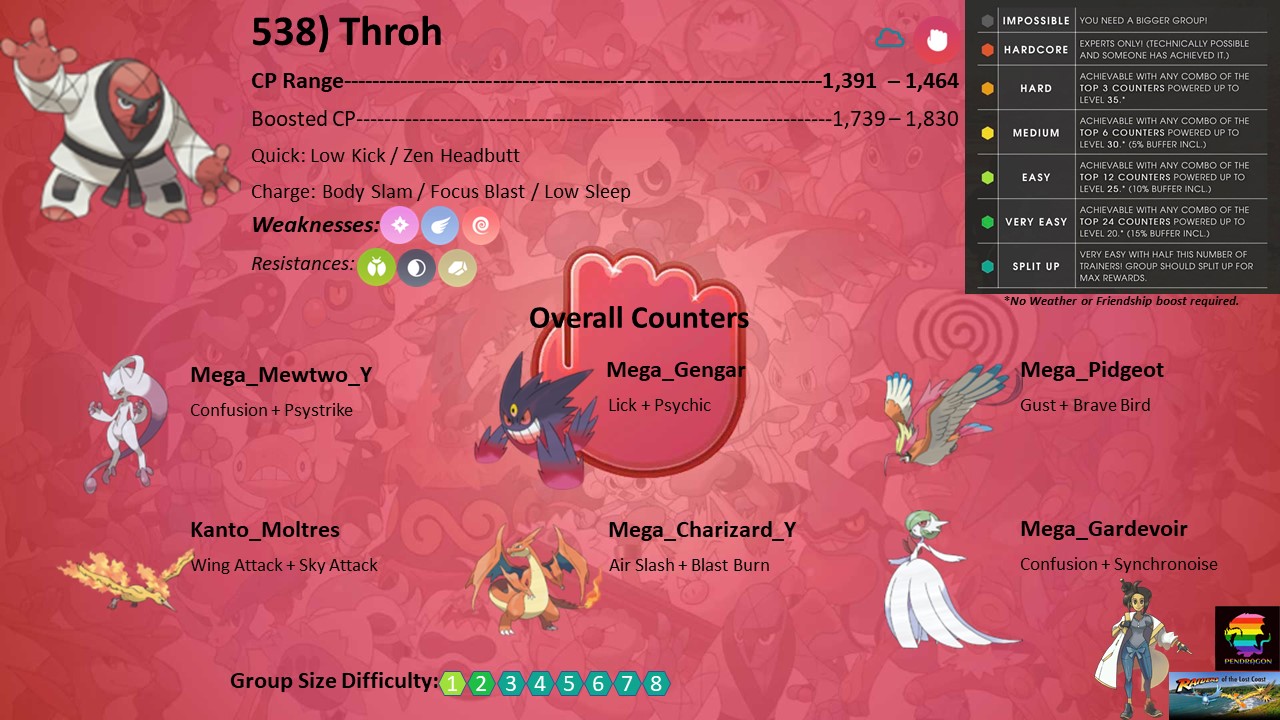 538) Throh
CP Range--------------------------------------------------------------------1,391 – 1,464
Boosted CP--------------------------------------------------------------------1,739 – 1,830
Quick: Low Kick / Zen Headbutt
Charge: Body Slam / Focus Blast / Low Sleep
Weaknesses:
Resistances:
IMPOSSIBLE YOU NEED A BIGGER GROUP!
HARDCORE EXPERTS ONLY! (TECHNICALLY POSSIBLE
AND SOMEONE HAS ACHIEVED IT.)
HARD ACHIEVABLE WITH ANY COMBO OF THE
TOP 3 COUNTERS POWERED UP TO
LEVEL 35.*
MEDIUM ACHIEVABLE WITH ANY COMBO OF THE
TOP 6 COUNTERS POWERED UP TO
LEVEL 30.* (5% BUFFER INCL.)
EASY ACHIEVABLE WITH ANY COMBO OF THE
TOP 12 COUNTERS POWERED UP TO
LEVEL 25.* (10% BUFFER INCL.)
VERY EASY ACHIEVABLE WITH ANY COMBO OF THE
TOP 24 COUNTERS POWERED UP TO
LEVEL 20.* (15% BUFFER INCL.)
SPLIT UP VERY EASY WITH HALF THIS NUMBER OF
TRAINERS! GROUP SHOULD SPLIT UP FOR
MAX REWARDS.
*No Weather or Friendship boost required.
Overall Counters
Mega_Mewtwo_Y
Confusion + Psystrike
Mega_Gengar
Lick + Psychic
Mega_Pidgeot
Gust + Brave Bird
Kanto_Moltres
Wing Attack + Sky Attack
Mega_Charizard_Y
Air Slash + Blast Burn
Mega_Gardevoir
Confusion + Synchronoise
Group Size Difficulty: 1 2 3 4 5 6 7 8
PENDRAGON
RAIDERS of the Lost Coast